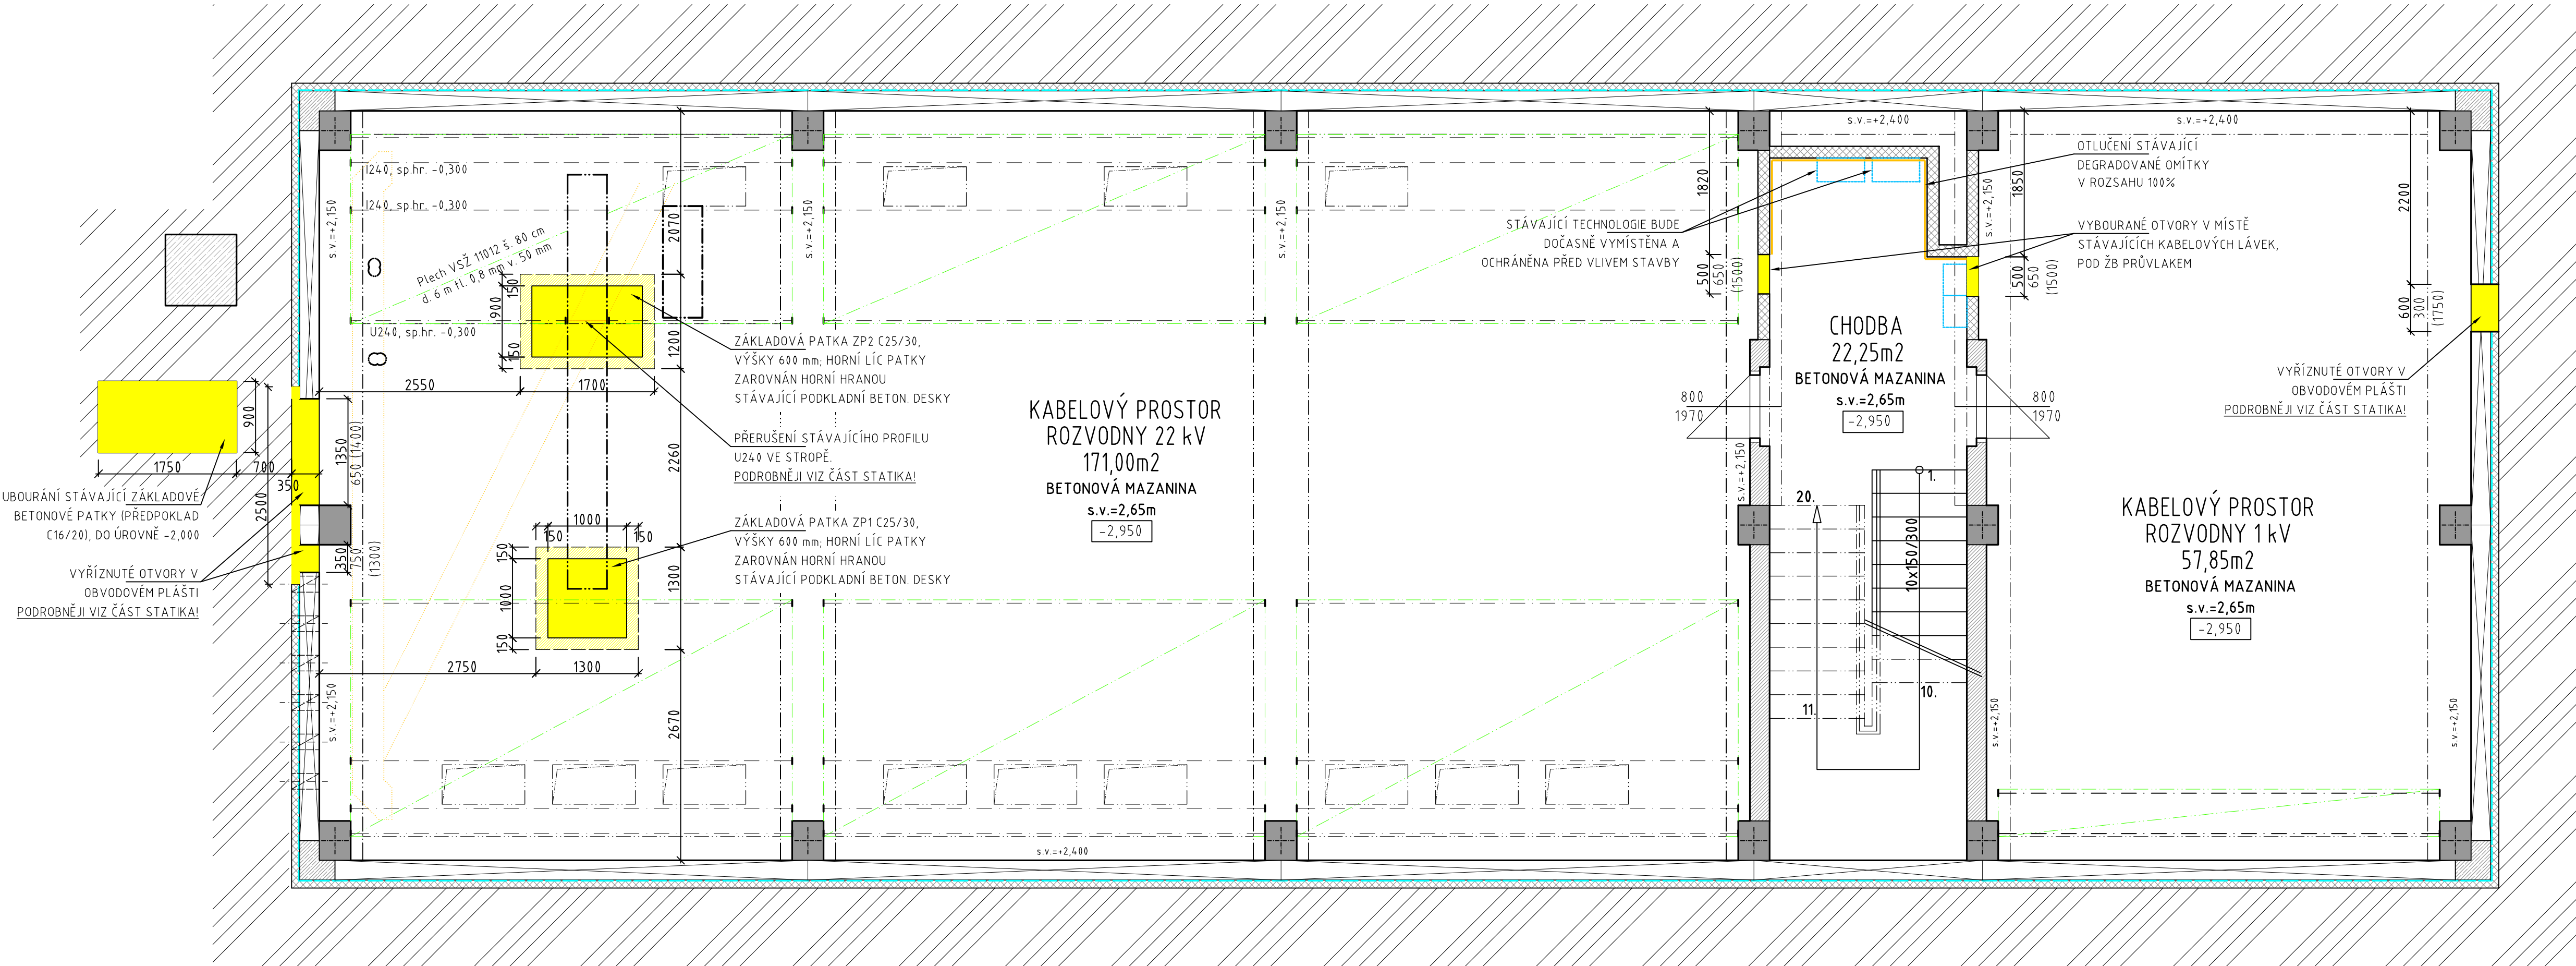 s.v.=+2,400
s.v.=+2,400
I240, sp.hr. -0,300
I240, sp.hr. -0,300
Plech VSŽ 11012 š. 80 cm
d. 6 m tl. 0,8 mm v. 50 mm
U240, sp.hr. -0,300
s.v.=+2,150
s.v.=+2,150
s.v.=+2,150
s.v.=+2,150
2070
1200
2260
1300
2670
150
900
150
2550
1700
ZÁKLADOVÁ PATKA ZP2 C25/30,
VÝŠKY 600 mm; HORNÍ LÍC PATKY
ZAROVNÁN HORNÍ HRANOU
STÁVAJÍCÍ PODKLADNÍ BETON. DESKY
PŘERUŠENÍ STÁVAJÍCÍHO PROFILU
U240 VE STROPĚ.
PODROBNĚJI VIZ ČÁST STATIKA!
ZÁKLADOVÁ PATKA ZP1 C25/30,
VÝŠKY 600 mm; HORNÍ LÍC PATKY
ZAROVNÁN HORNÍ HRANOU
STÁVAJÍCÍ PODKLADNÍ BETON. DESKY
1000
150
150
150
1000
150
2750
1300
900
1750
700
350
2500
1350
650 (1400)
350
750
(1300)
UBOURÁNÍ STÁVAJÍCÍ ZÁKLADOVÉ
BETONOVÉ PATKY (PŘEDPOKLAD
C16/20), DO ÚROVNĚ -2,000
VYŘÍZNUTÉ OTVORY V
OBVODOVÉM PLÁŠTI
PODROBNĚJI VIZ ČÁST STATIKA!
s.v.=+2,150
KABELOVÝ PROSTOR
ROZVODNY 22 kV
171,00m2
BETONOVÁ MAZANINA
s.v.=2,65m
-2,950
s.v.=+2,400
1820
500
650
(1500)
STÁVAJÍCÍ TECHNOLOGIE BUDE
DOČASNĚ VYMÍSTĚNA A
OCHRÁNĚNA PŘED VLIVEM STAVBY
1850
500
650
(1500)
OTLUČENÍ STÁVAJÍCÍ
DEGRADOVANÉ OMÍTKY
V ROZSAHU 100%
VYBOURANÉ OTVORY V MÍSTĚ
STÁVAJÍCÍCH KABELOVÝCH LÁVEK,
POD ŽB PRŮVLAKEM
CHODBA
22,25m2
BETONOVÁ MAZANINA
s.v.=2,65m
-2,950
800
1970
800
1970
s.v.=+2,150
20.
1.
10x150/300
10.
11.
2200
600
300
(1750)
VYŘÍZNUTÉ OTVORY V
OBVODOVÉM PLÁŠTI
PODROBNĚJI VIZ ČÁST STATIKA!
KABELOVÝ PROSTOR
ROZVODNY 1 kV
57,85m2
BETONOVÁ MAZANINA
s.v.=2,65m
-2,950
s.v.=+2,150
s.v.=+2,150